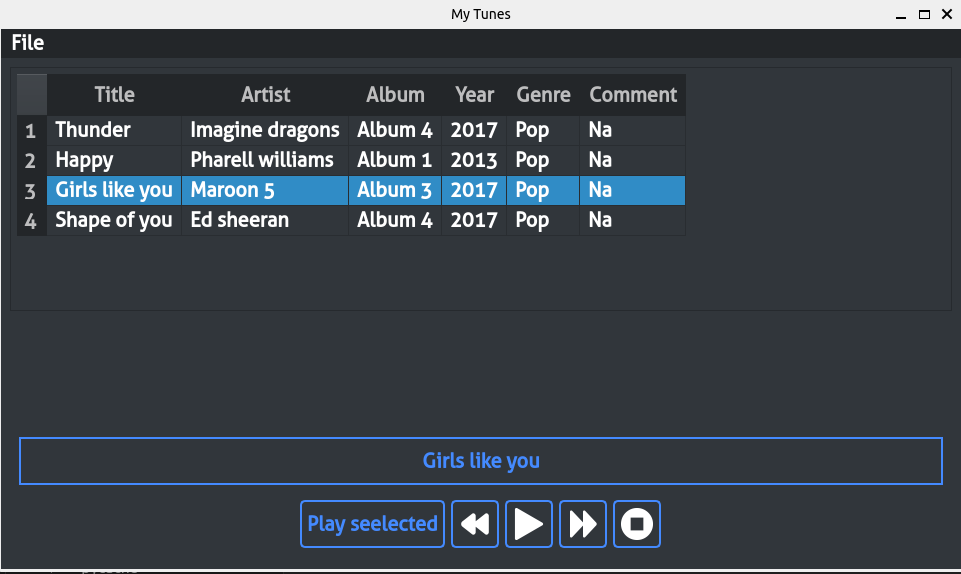 My Tunes
File
Title Artist Album Year Genre Comment
1 Thunder Imagine dragons Album 4 2017 Pop Na
2 Happy Pharell williams Album 1 2013 Pop Na
3 Girls like you Maroon 5 Album 3 2017 Pop Na
4 Shape of you Ed sheeran Album 4 2017 Pop Na
Girls like you
Play seelected